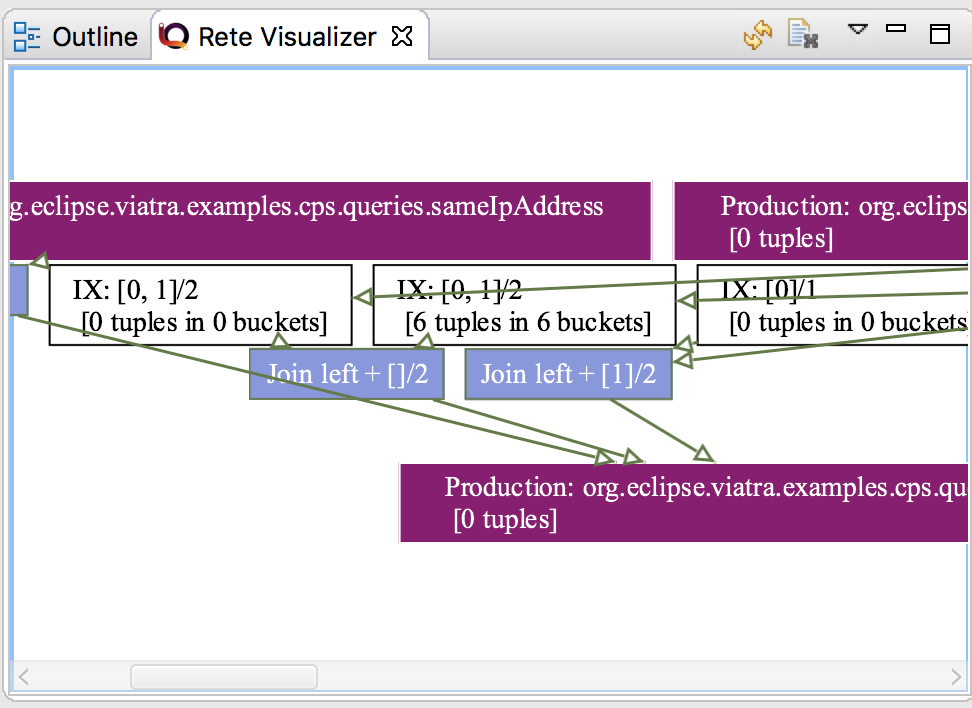 Outline
Rete Visualizer
g.eclipse.viatra.examples.cps.queries.sameIpAddress
Production: org.eclips
[0 tuples]
IX: [0, 1]/2
[0 tuples in 0 buckets]
IX: [0, 1]/2
[6 tuples in 6 buckets]
IX: [0]/1
[0 tuples in 0 buckets
Join left + []/2
Join left + [1]/2
Production: org.eclipse.viatra.examples.cps.qu
[0 tuples]